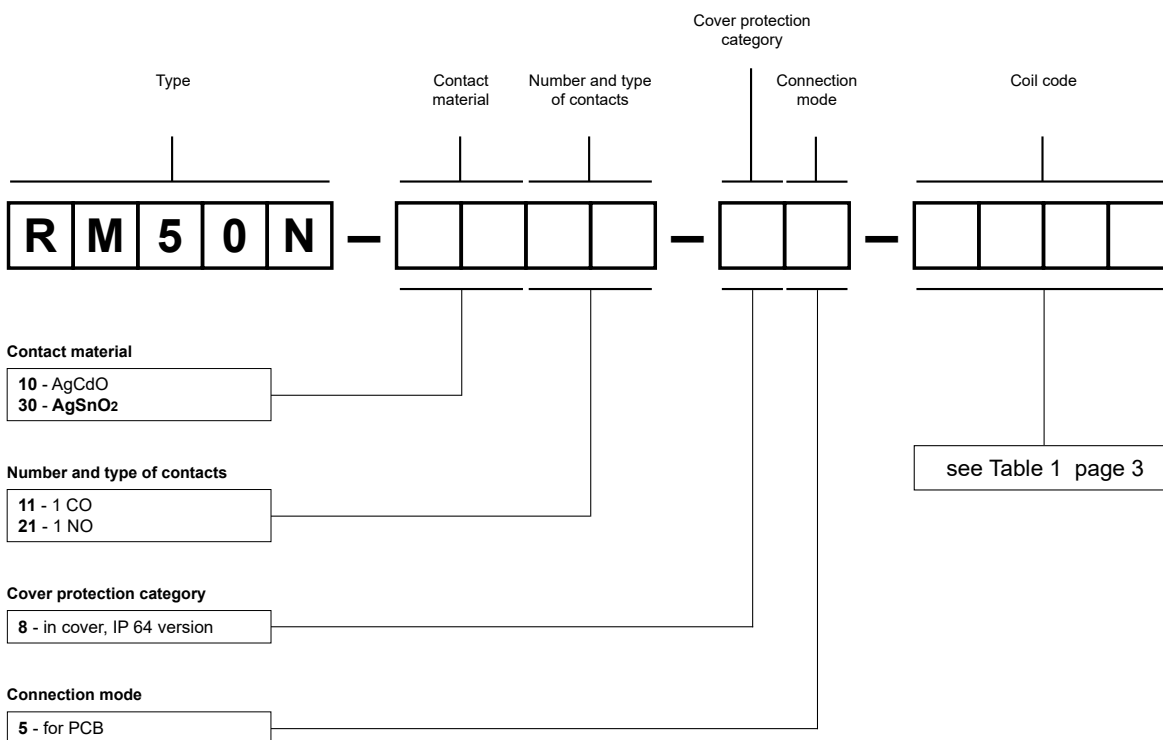 Cover protection
category
Type
Contact
material
Number and type
of contacts
Connection
mode
Coil code
RM50N – – –
Contact material
10 - AgCdO
30 - AgSnO2
Number and type of contacts
11 - 1 CO
21 - 1 NO
see Table 1 page 3
Cover protection category
8 - in cover, IP 64 version
Connection mode
5 - for PCB